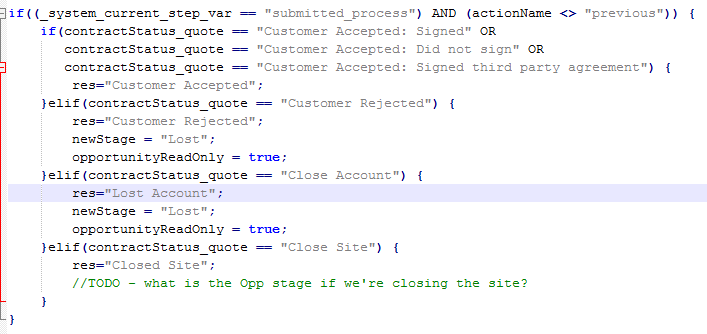 if((_system_current_step_var == "submitted_process") AND (actionName <> "previous")) {
if(contractStatus_quote == "Customer Accepted: Signed" OR
contractStatus_quote == "Customer Accepted: Did not sign" OR
contractStatus_quote == "Customer Accepted: Signed third party agreement") {
res="Customer Accepted";
}elif(contractStatus_quote == "Customer Rejected") {
res="Customer Rejected";
newStage = "Lost";
opportunityReadOnly = true;
}elif(contractStatus_quote == "Close Account") {
res="Lost Account";
newStage = "Lost";
opportunityReadOnly = true;
}elif(contractStatus_quote == "Close Site") {
res="Closed Site";
//TODO - what is the Opp stage if we're closing the site?
}
}